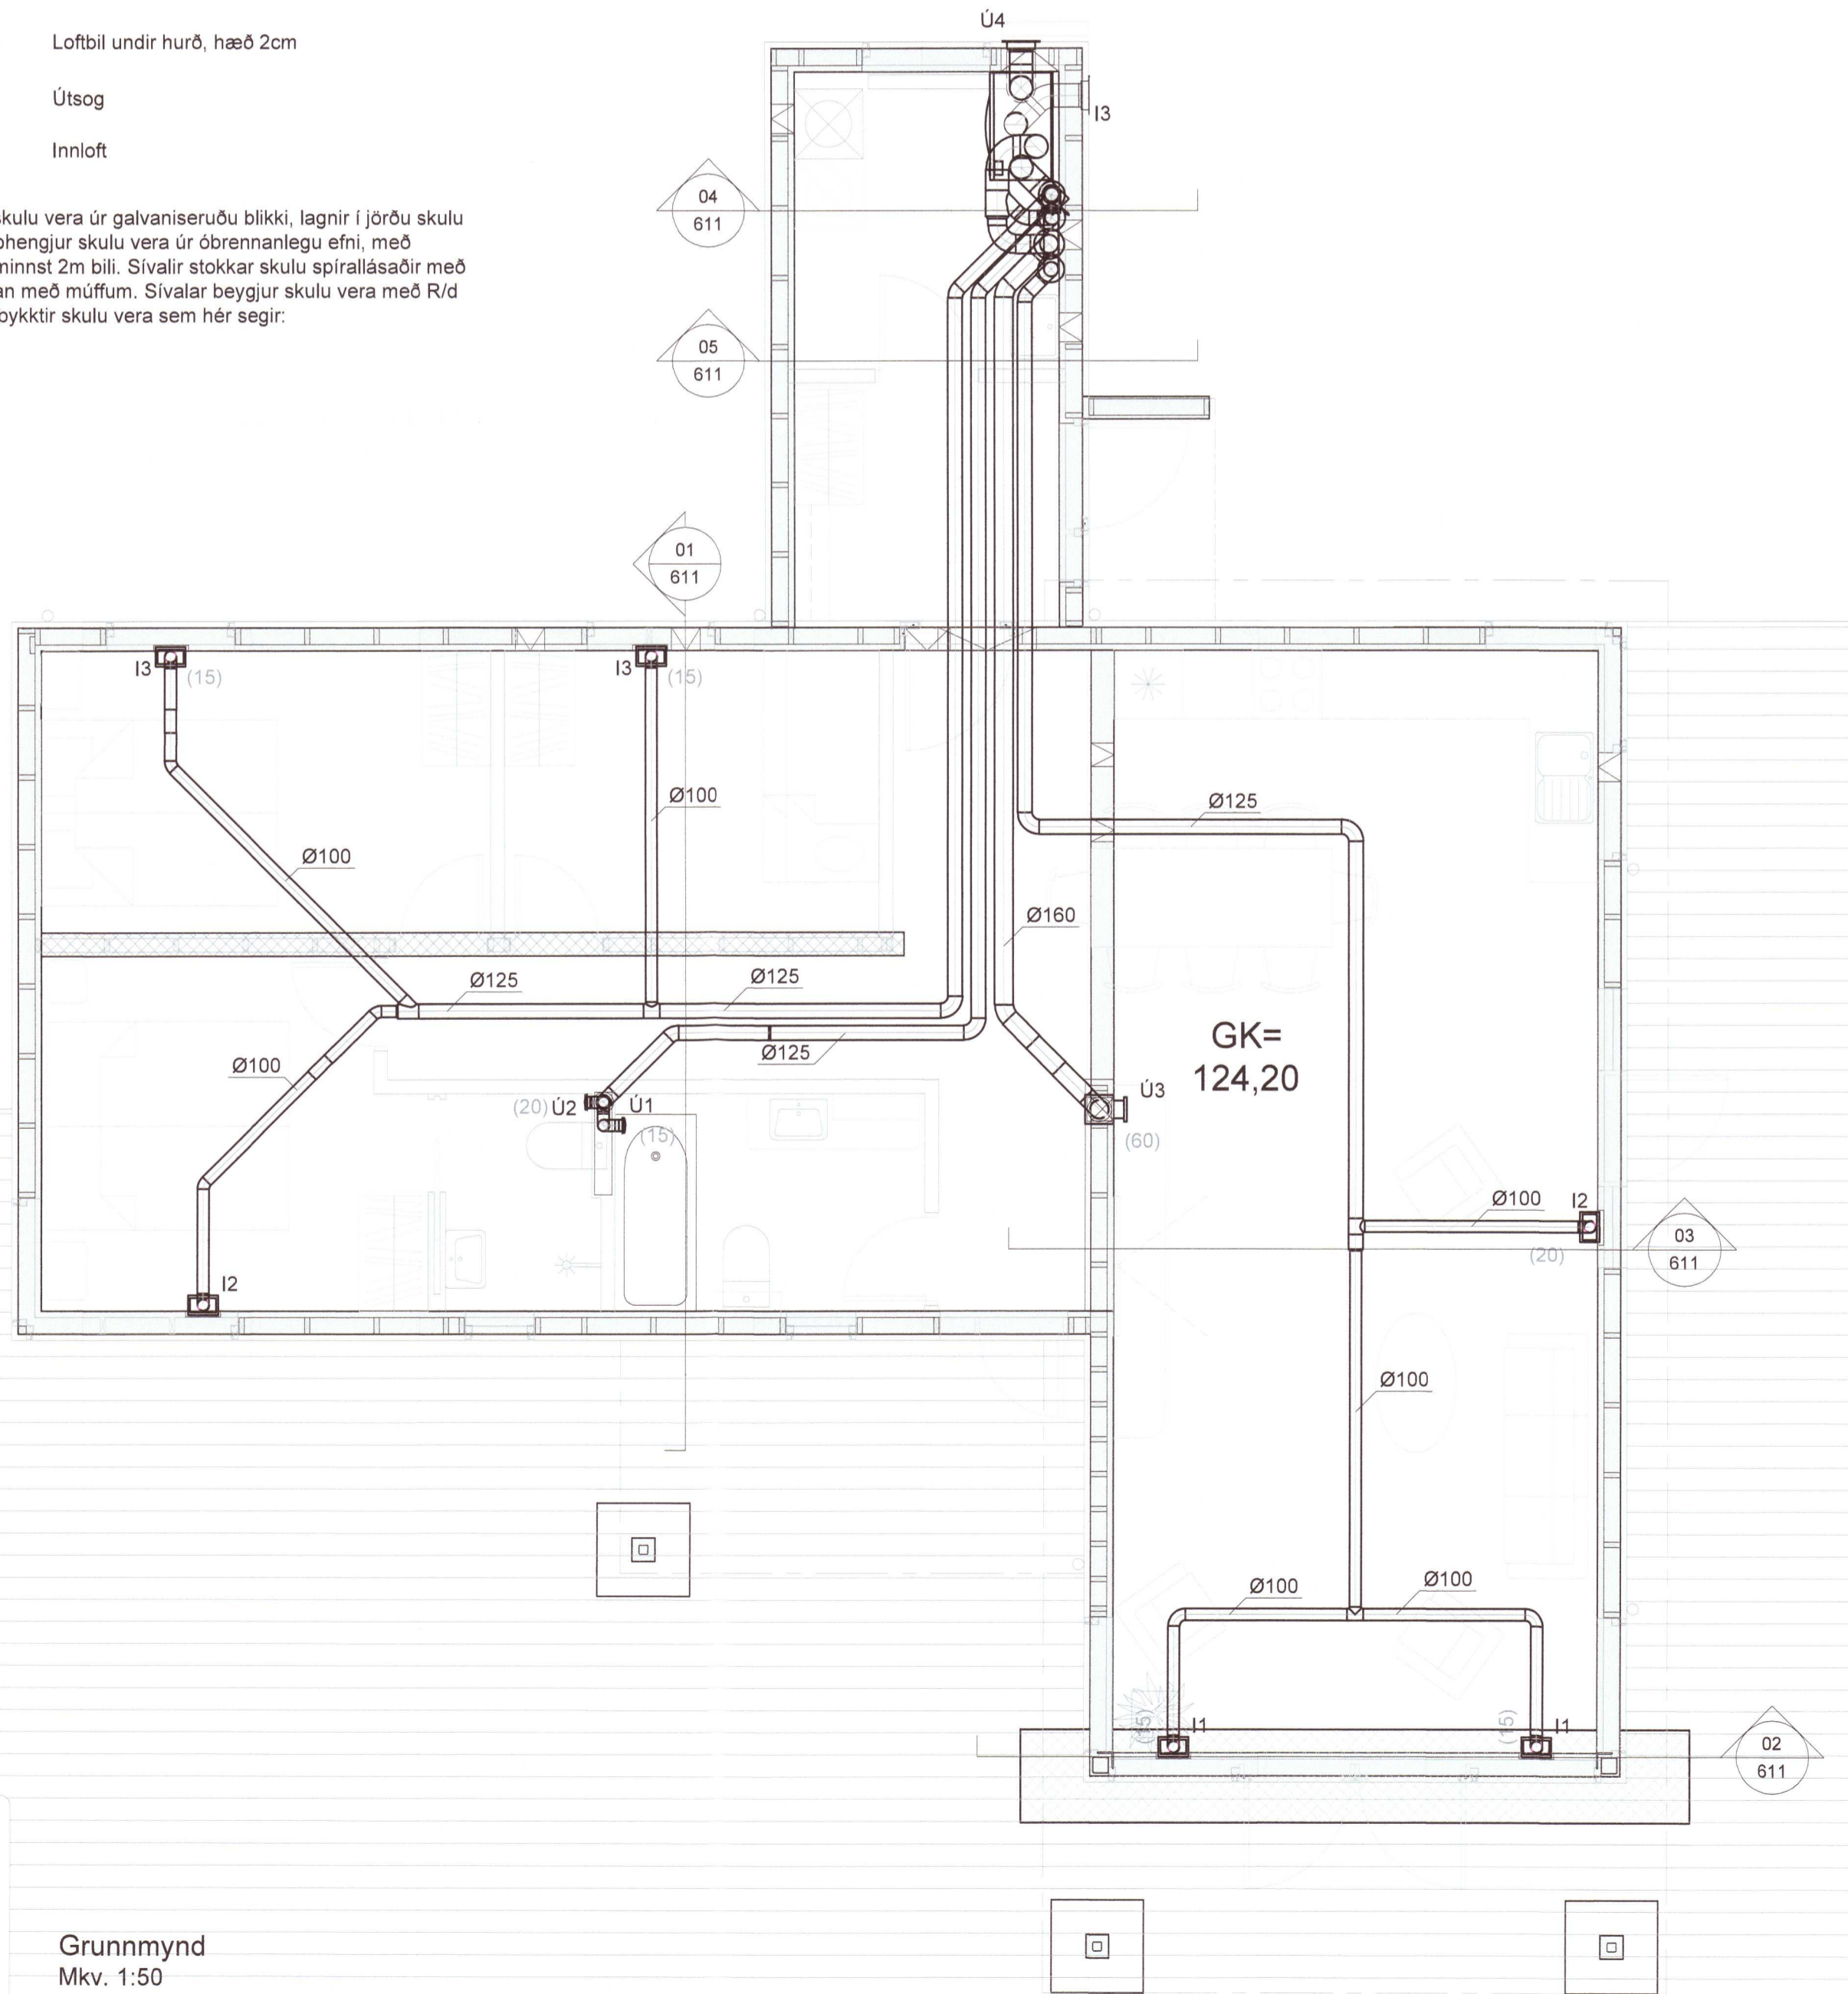 Loftbil undir hurð, hæð 2cm
Útsog
Innloft
skulu vera úr galvaniseruðu blikki, lagnir í jörðu skulu
phengjur skulu vera úr óbrennanlegu efni, með
minnst 2m bili. Sívalir stokkar skulu spírallásaðir með
an með múffum. Sívalar beygjur skulu vera með R/d
þykktir skulu vera sem hér segir:
Ú4
I3
04
611
05
611
01
611
I3
(15)
I3
(15)
Ø100
Ø125
Ø100
Ø160
Ø125
Ø125
GK=
124,20
Ø125
Ø100
Ú3
(20) Ú2
Ú1
(15)
(60)
Ø100
I2
03
611
(20)
I2
Ø100
Ø100
Ø100
(15)
I1
(15)
I1
02
611
Grunnmynd
Mkv. 1:50